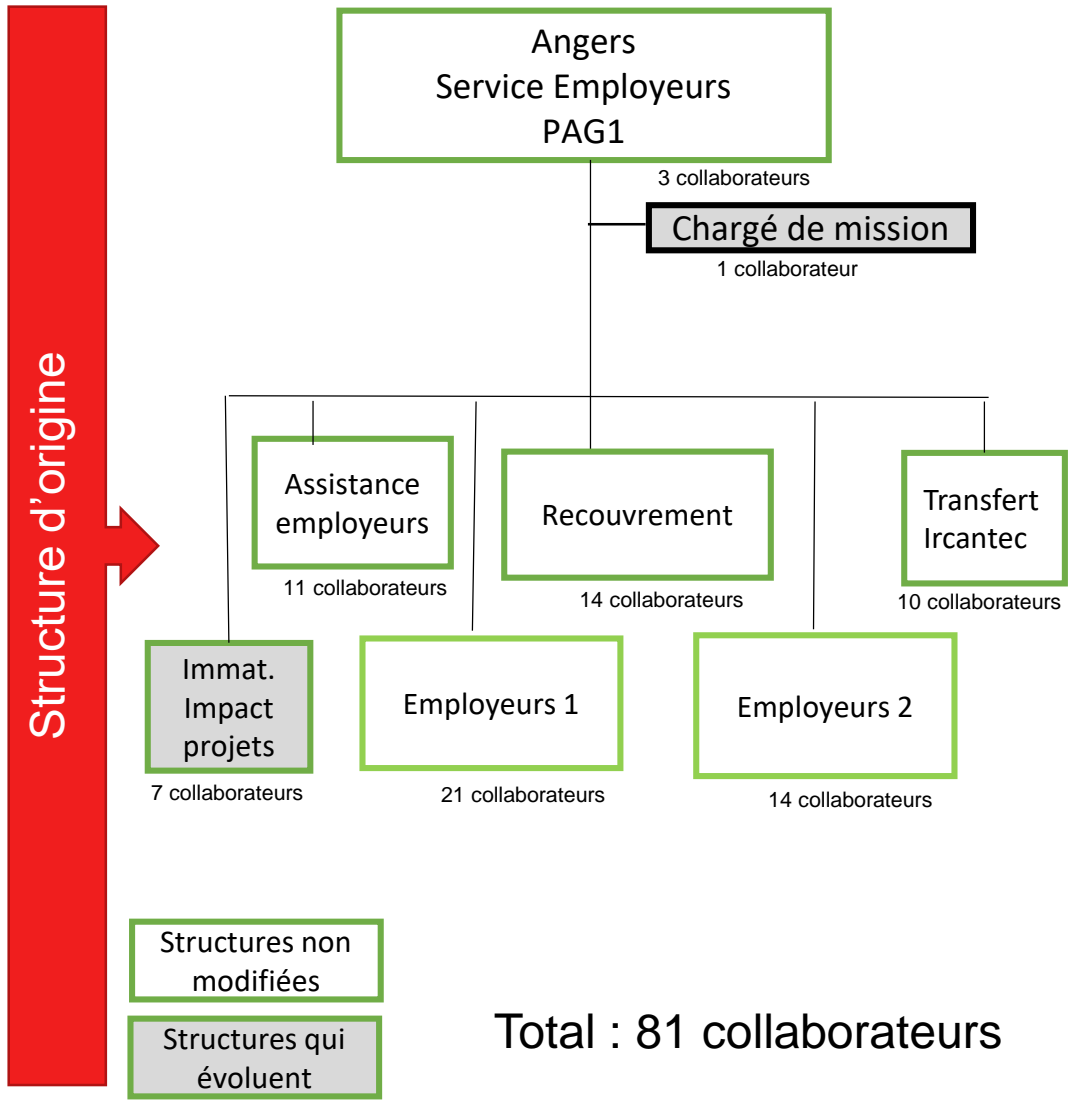 Structure d'origine
Angers
Service Employeurs
PAG1
3 collaborateurs
Chargé de mission
1 collaborateur
Assistance
employeurs
11 collaborateurs
Recouvrement
14 collaborateurs
Transfert
Ircantec
10 collaborateurs
Immat.
Impact
projets
7 collaborateurs
Employeurs 1
21 collaborateurs
Employeurs 2
14 collaborateurs
Structures non
modifiées
Structures qui
évoluent
Total : 81 collaborateurs